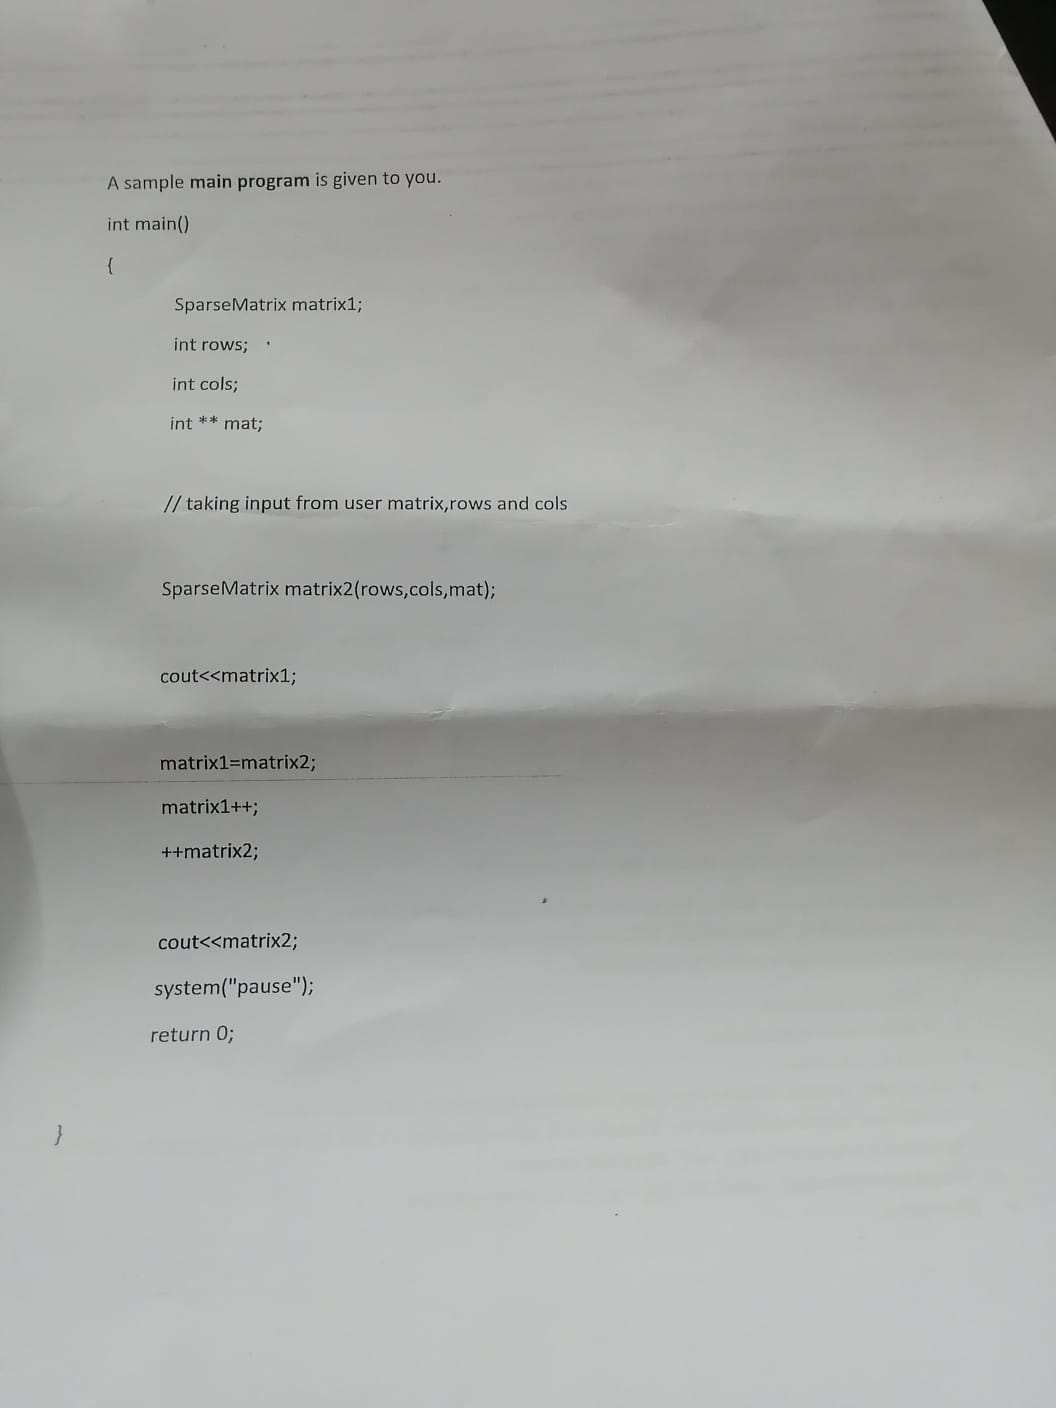 A sample main program is given to you.
int main()
{
SparseMatrix matrix1;
int rows;
int cols;
int ** mat;
// taking input from user matrix,rows and cols
SparseMatrix matrix2(rows,cols,mat);
cout<<matrix1;
matrix1=matrix2;
matrix1++;
++matrix2;
cout<<matrix2;
system("pause");
return 0;
}